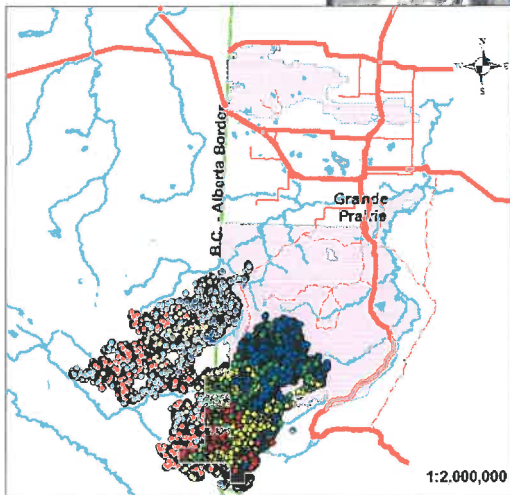 N
W E
S
B.C. - Alberta Border
Grande
Prairie
1:2,000,000